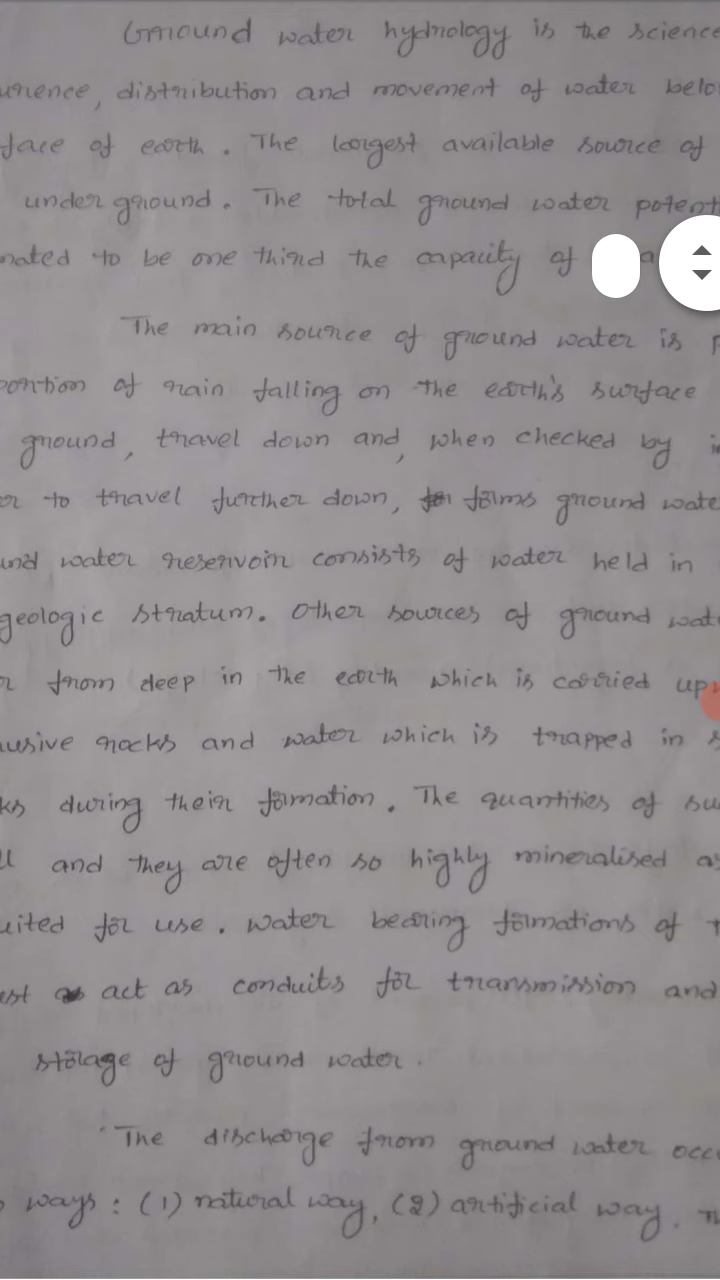 Ground water hydrology is the science
urrence, distribution and movement of water belo
face of earth. The largest available source of
under ground. The total ground water potent
mated to be one third the capacity of a
The main source of ground water is p
portion of rain falling on the earth's surface
ground, travel down and, when checked by i
er to travel further down, forms ground wate
und water reservoir consists of water held in
geologic stratum. Other sources of ground wat
r from deep in the earth which is carried up
usive rocks and water which is trapped in s
ks during their formation. The quantities of su
ll and they are often so highly mineralised as
uited for use. Water bearing formations of t
est act as conduits for transmission and
storage of ground water.
The discharge from ground water occ
o ways: (1) natural way, (2) artificial way. Th